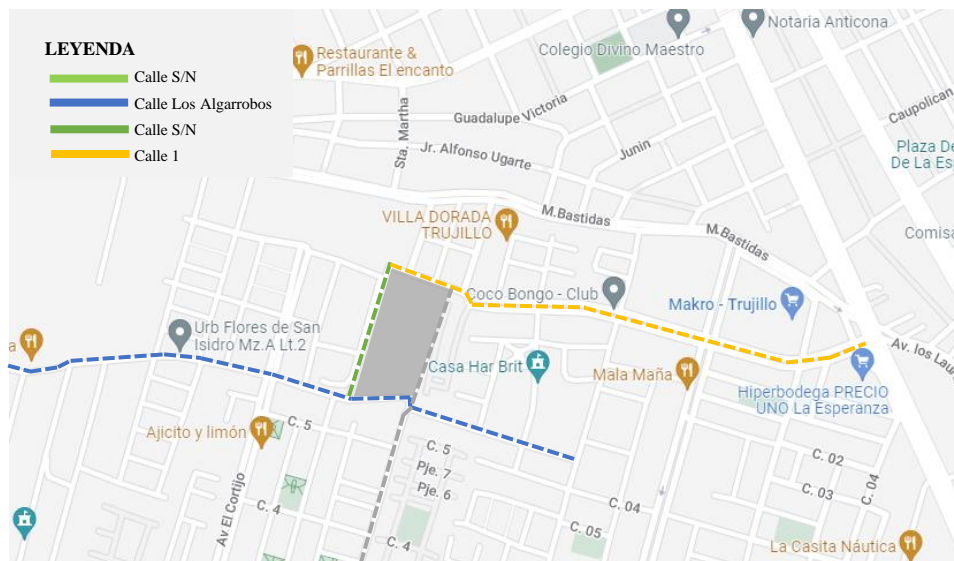 LEYENDA
Calle S/N
Calle Los Algarrobos
Calle S/N
Calle 1
Notaria Anticona
Colegio Divino Maestro
Restaurante &
Parrillas El encanto
Guadalupe Victoria
Sta. Martha
Jr. Alfonso Ugarte
Junin
Caupolican
Plaza De
De La Esp
VILLA DORADA
TRUJILLO
M.Bastidas
M.Bastidas
Comisa
Coco Bongo - Club
Makro - Trujillo
Urb Flores de San
Isidro Mz.A Lt.2
a
Av. los Lau
Casa Har Brit
Mala Maña
Hiperbodega PRECIO
UNO La Esperanza
Ajicito y limón
C. 5
C. 5
Pje. 7
Pje. 6
C. 02
C. 03
C. 04
C. 04
C. 05
Av El Cortijo
C. 4
C. 4
La Casita Náutica